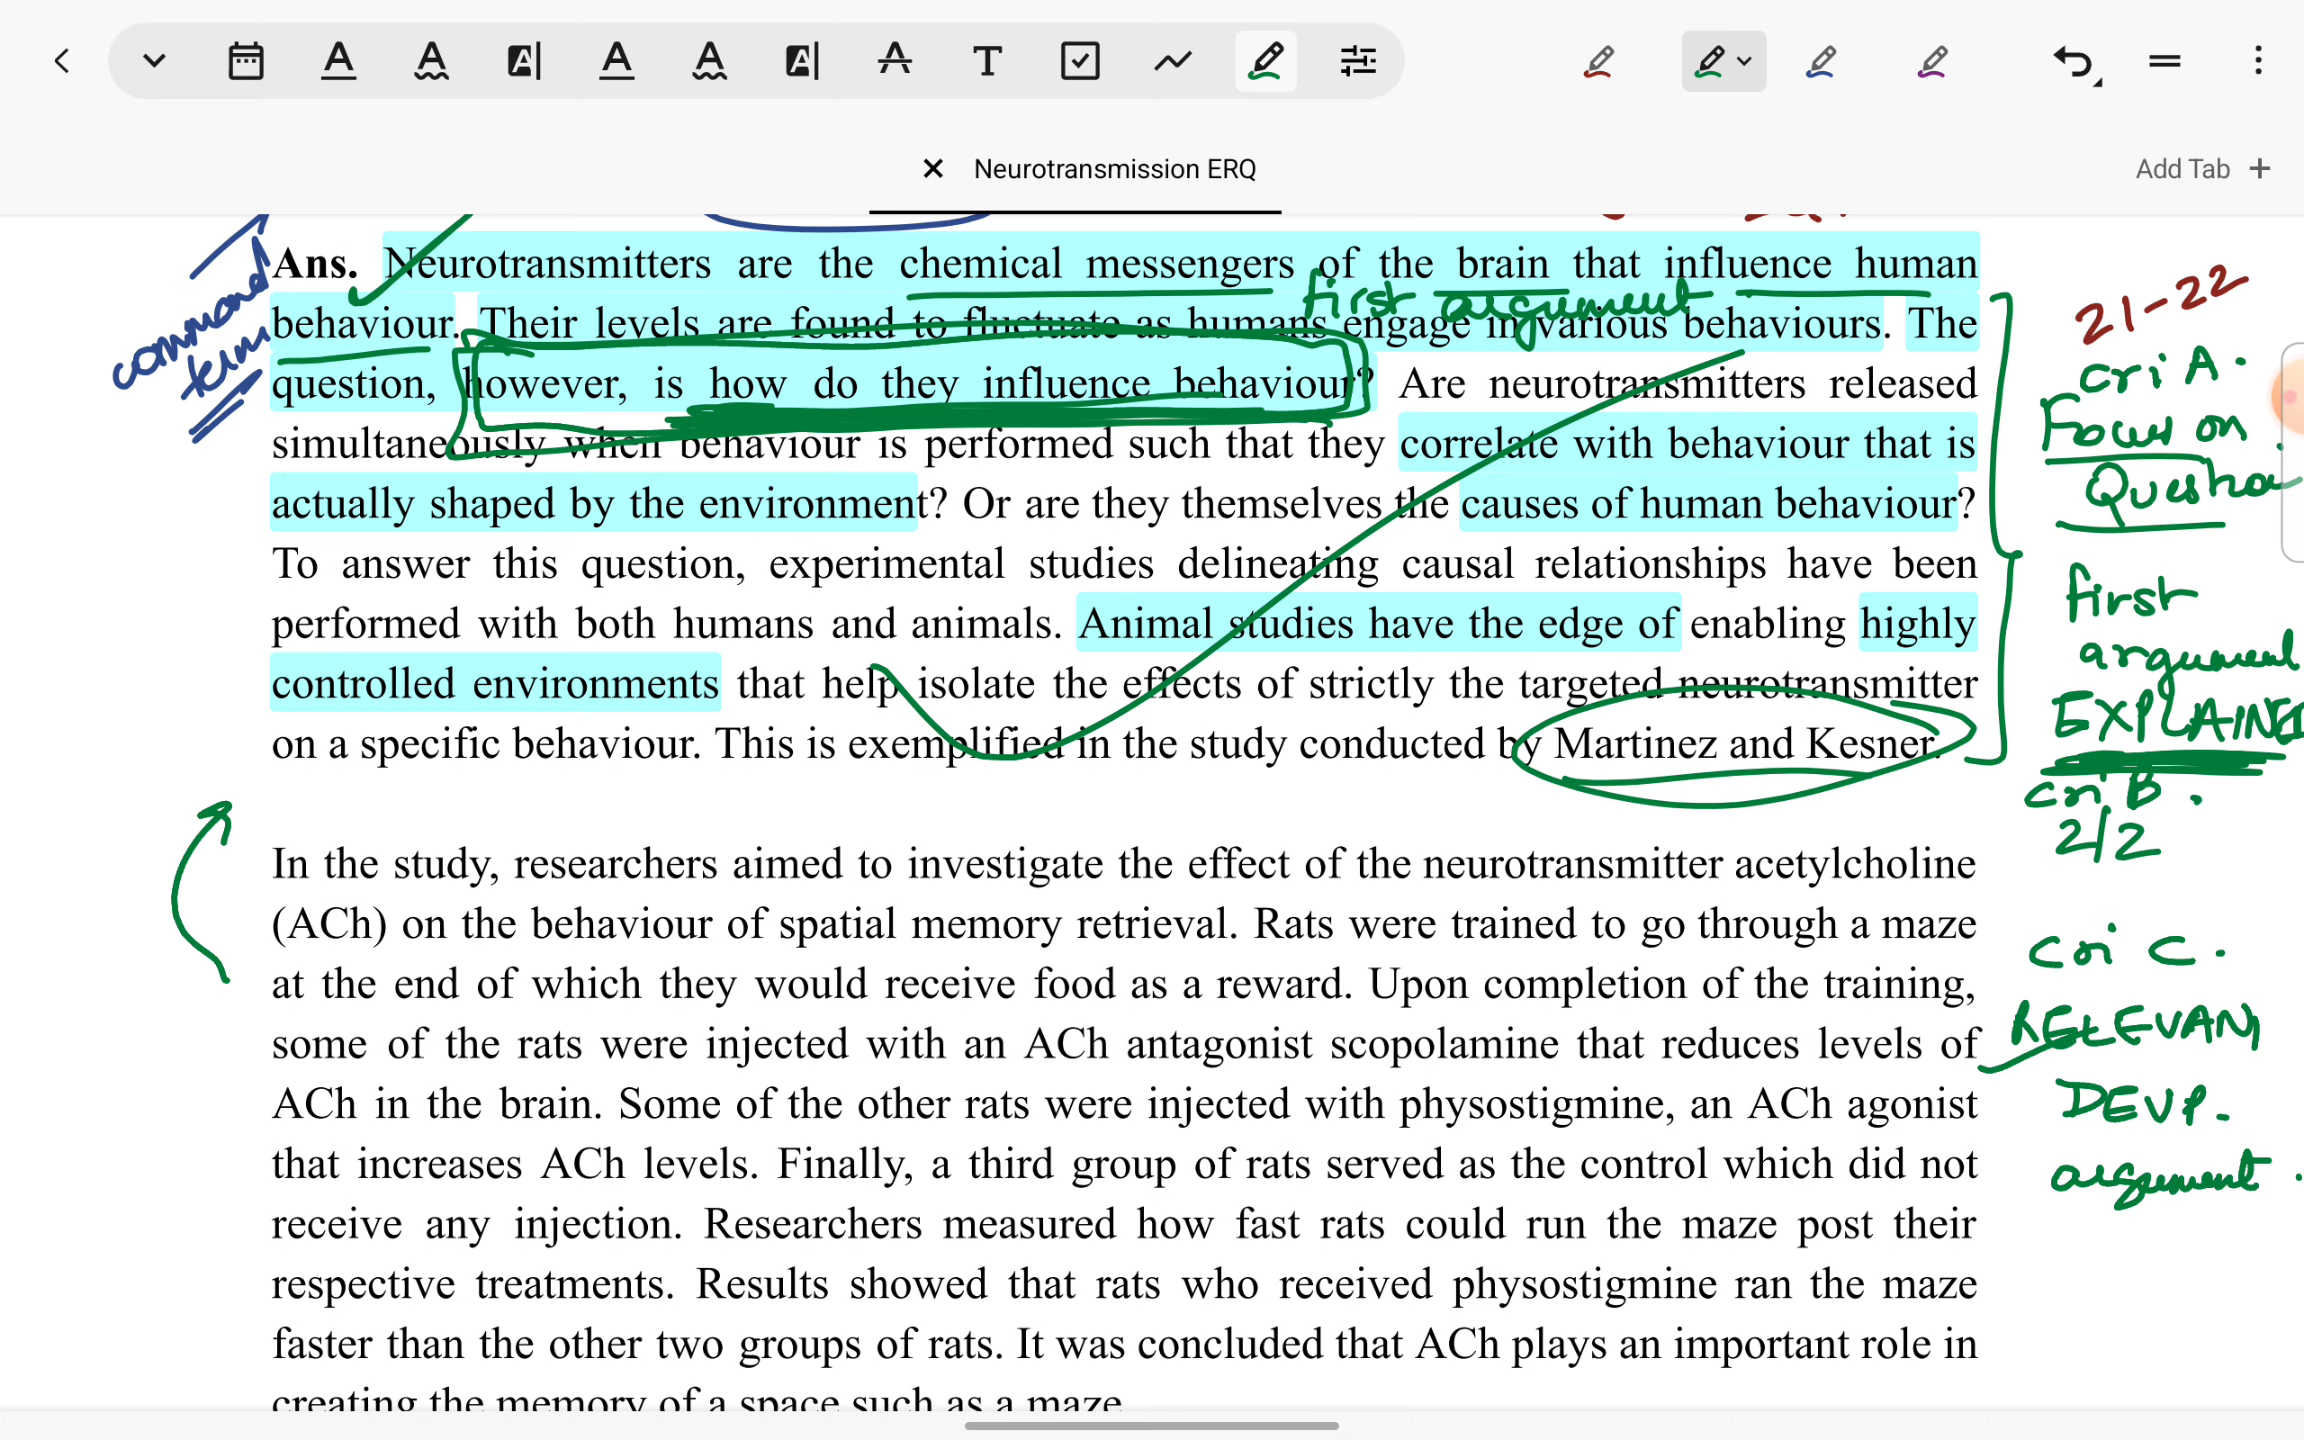 Neurotransmission ERQ
Add Tab +
command
term
Ans. Neurotransmitters are the chemical messengers of the brain that influence human
first argument
behaviour. Their levels are found to fluctuate as humans engage in various behaviours. The
question, however, is how do they influence behaviour? Are neurotransmitters released
simultaneously when behaviour is performed such that they correlate with behaviour that is
actually shaped by the environment? Or are they themselves the causes of human behaviour?
To answer this question, experimental studies delineating causal relationships have been
performed with both humans and animals. Animal studies have the edge of enabling highly
controlled environments that help isolate the effects of strictly the targeted neurotransmitter
on a specific behaviour. This is exemplified in the study conducted by Martinez and Kesner.
In the study, researchers aimed to investigate the effect of the neurotransmitter acetylcholine
(ACh) on the behaviour of spatial memory retrieval. Rats were trained to go through a maze
at the end of which they would receive food as a reward. Upon completion of the training,
some of the rats were injected with an ACh antagonist scopolamine that reduces levels of
ACh in the brain. Some of the other rats were injected with physostigmine, an ACh agonist
that increases ACh levels. Finally, a third group of rats served as the control which did not
receive any injection. Researchers measured how fast rats could run the maze post their
respective treatments. Results showed that rats who received physostigmine ran the maze
faster than the other two groups of rats. It was concluded that ACh plays an important role in
creating the memory of a space such as a maze
21-22
cri A.
Focus on
Question
first
argument
EXPLAINED
cri B.
2/2
cri C.
RELEVAN
DEVP.
argument.